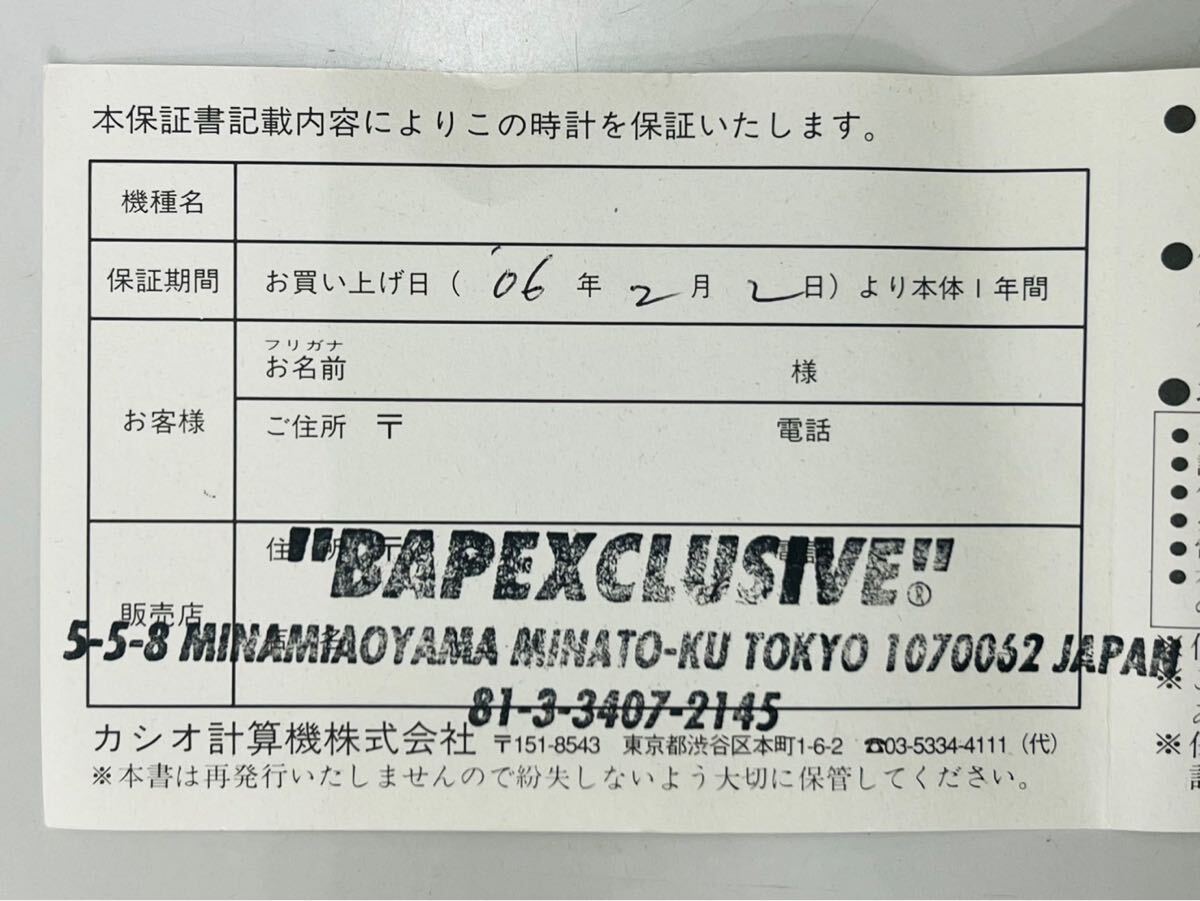 本保証書記載内容によりこの時計を保証いたします。
機種名
保証期間 お買い上げ日( '06 年 2 月 2 日)より本体1年間
フリガナ
お客様 お名前 様
ご住所 〒 電話
販売店 住所 〒 電話
"BAPEXCLUSIVE"®
5-5-8 MINAMIAOYAMA MINATO-KU TOKYO 1070062 JAPAN
81-3-3407-2145
カシオ計算機株式会社 〒151-8543 東京都渋谷区本町1-6-2 ☎03-5334-4111(代)
※本書は再発行いたしませんので紛失しないよう大切に保管してください。